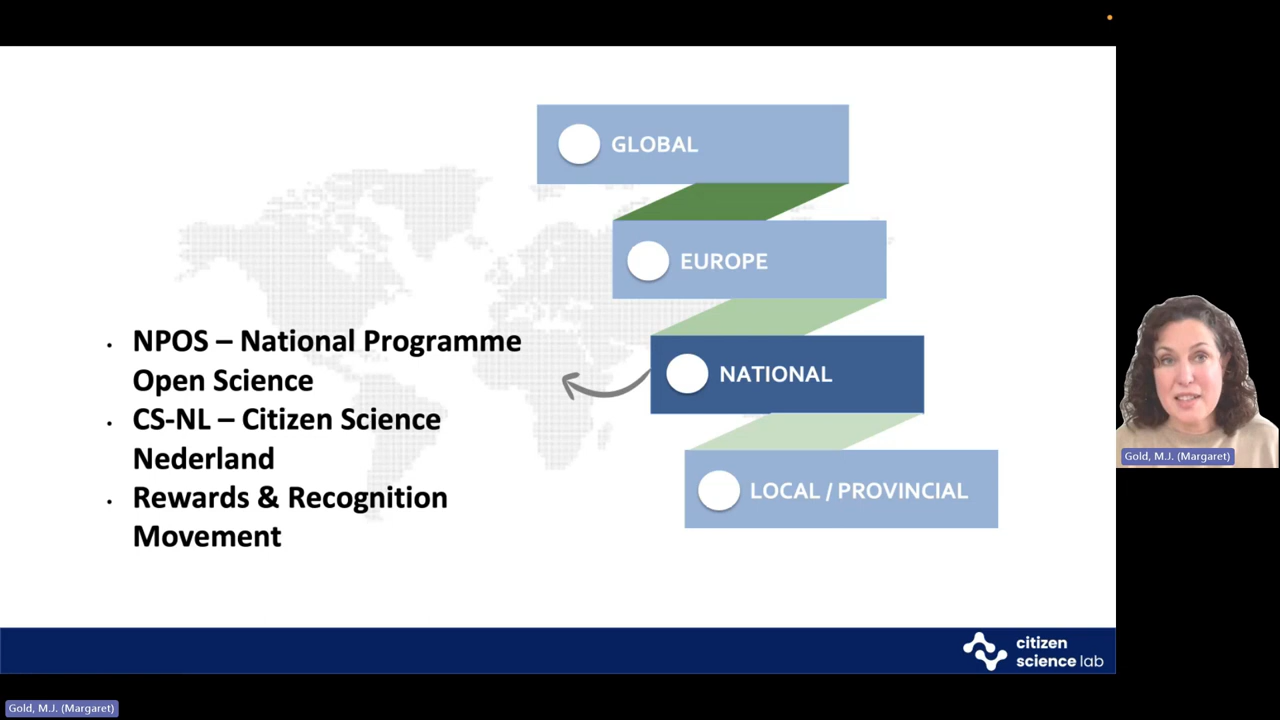 GLOBAL
EUROPE
NPOS – National Programme
Open Science
CS-NL – Citizen Science
Nederland
Rewards & Recognition
Movement
NATIONAL
LOCAL / PROVINCIAL
citizen
science lab
Gold, M.J. (Margaret)
Gold, M.J. (Margaret)